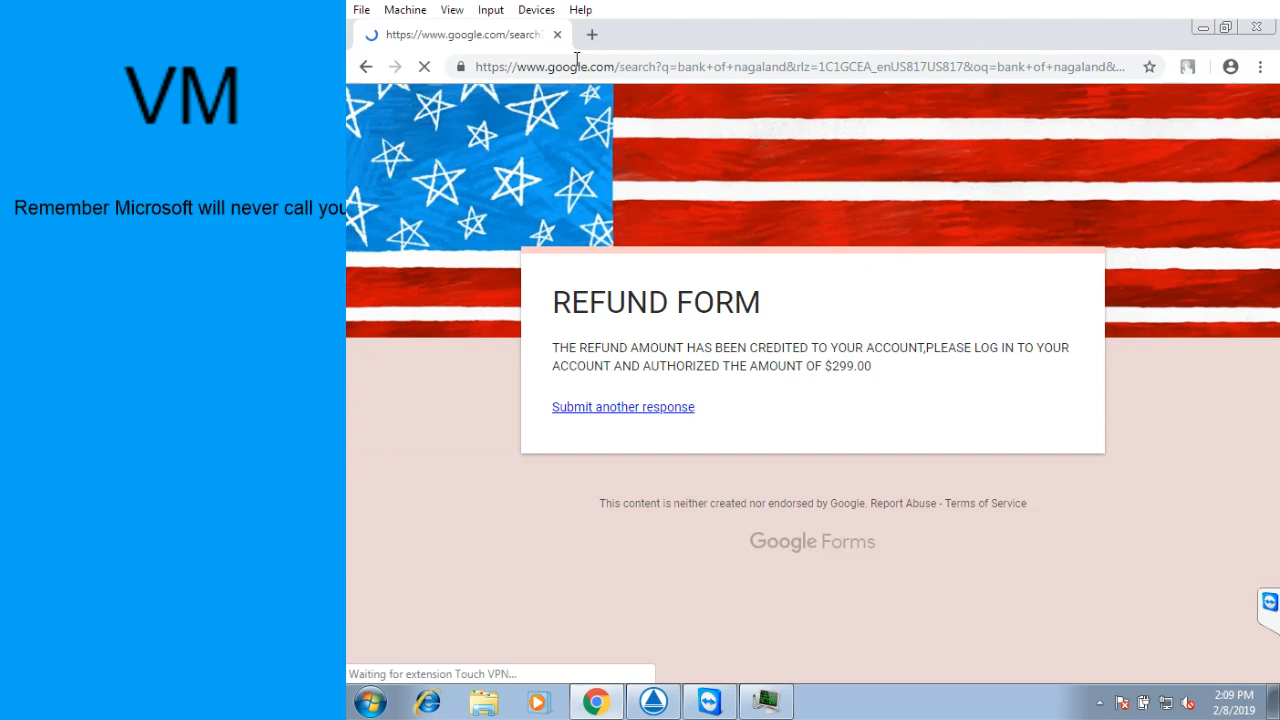 File Machine View Input Devices Help
https://www.google.com/search?
https://www.google.com/search?q=bank+of+nagaland&rlz=1C1GCEA_enUS817US817&oq=bank+of+nagaland&...
VM
Remember Microsoft will never call you
REFUND FORM
THE REFUND AMOUNT HAS BEEN CREDITED TO YOUR ACCOUNT,PLEASE LOG IN TO YOUR
ACCOUNT AND AUTHORIZED THE AMOUNT OF $299.00
Submit another response
This content is neither created nor endorsed by Google. Report Abuse - Terms of Service
Google Forms
Waiting for extension Touch VPN...
2:09 PM
2/8/2019